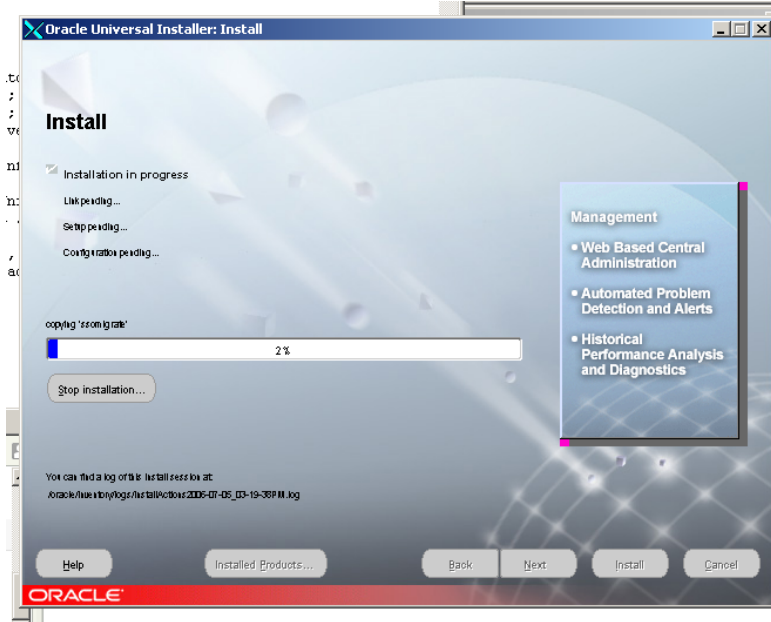 Oracle Universal Installer: Install
Install
Installation in progress
Link pending...
Setup pending...
Configuration pending...
copying 'ssomigrate'
2%
Stop installation...
Management
• Web Based Central
Administration
• Automated Problem
Detection and Alerts
• Historical
Performance Analysis
and Diagnostics
You can find a log of this install session at:
/oracle/Inventory/logs/installActions2006-07-05_03-19-38PM.log
Help
Installed Products...
Back
Next
Install
Cancel
ORACLE